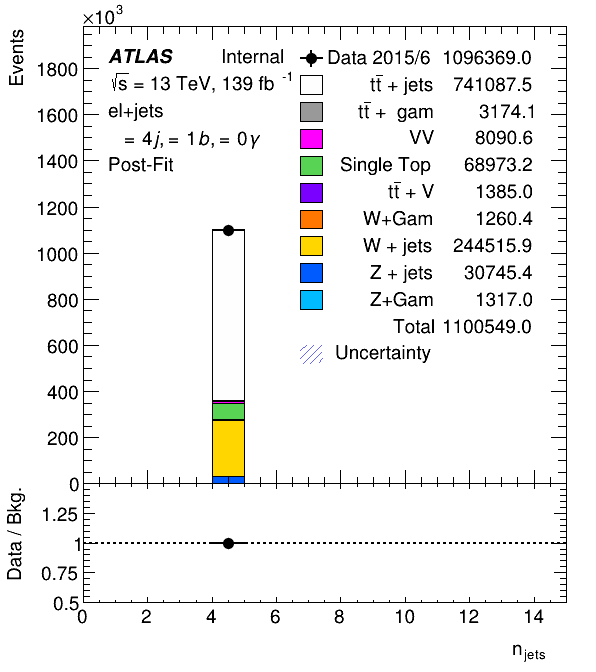 ×10³
Events
ATLAS Internal
√s = 13 TeV, 139 fb⁻¹
el+jets
= 4j, = 1b, = 0γ
Post-Fit
Data 2015/6 1096369.0
tt̄ + jets 741087.5
tt̄ + gam 3174.1
VV 8090.6
Single Top 68973.2
tt̄ + V 1385.0
W+Gam 1260.4
W + jets 244515.9
Z + jets 30745.4
Z+Gam 1317.0
Total 1100549.0
Uncertainty
1800
1600
1400
1200
1000
800
600
400
200
0
Data / Bkg.
1.25
1
0.75
0.5
0 2 4 6 8 10 12 14
n_jets